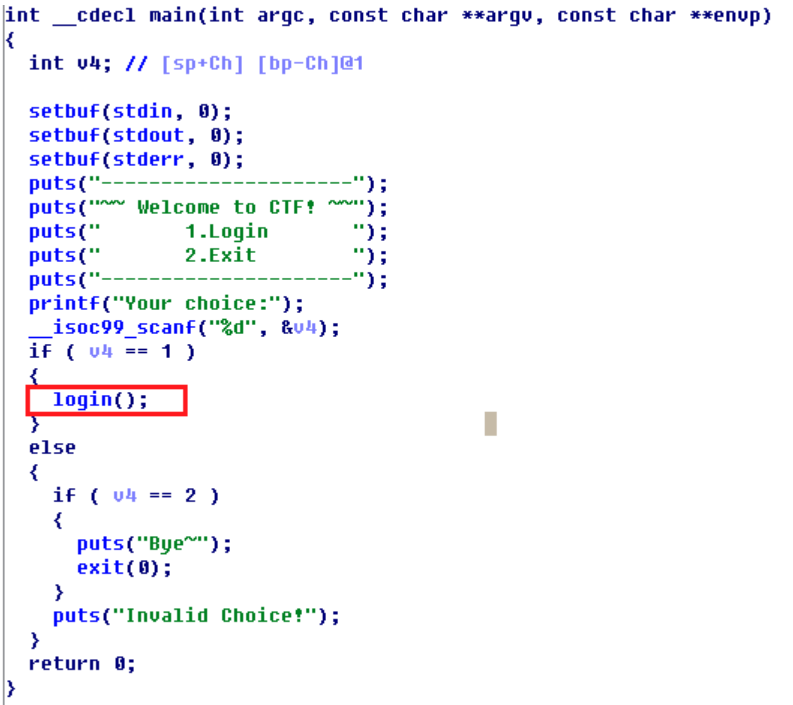 int __cdecl main(int argc, const char **argv, const char **envp)
{
  int v4; // [sp+Ch] [bp-Ch]@1

  setbuf(stdin, 0);
  setbuf(stdout, 0);
  setbuf(stderr, 0);
  puts("---------------------");
  puts("~~ Welcome to CTF! ~~");
  puts("       1.Login       ");
  puts("       2.Exit        ");
  puts("---------------------");
  printf("Your choice:");
  __isoc99_scanf("%d", &v4);
  if ( v4 == 1 )
  {
    login();
  }
  else
  {
    if ( v4 == 2 )
    {
      puts("Bye~");
      exit(0);
    }
    puts("Invalid Choice!");
  }
  return 0;
}